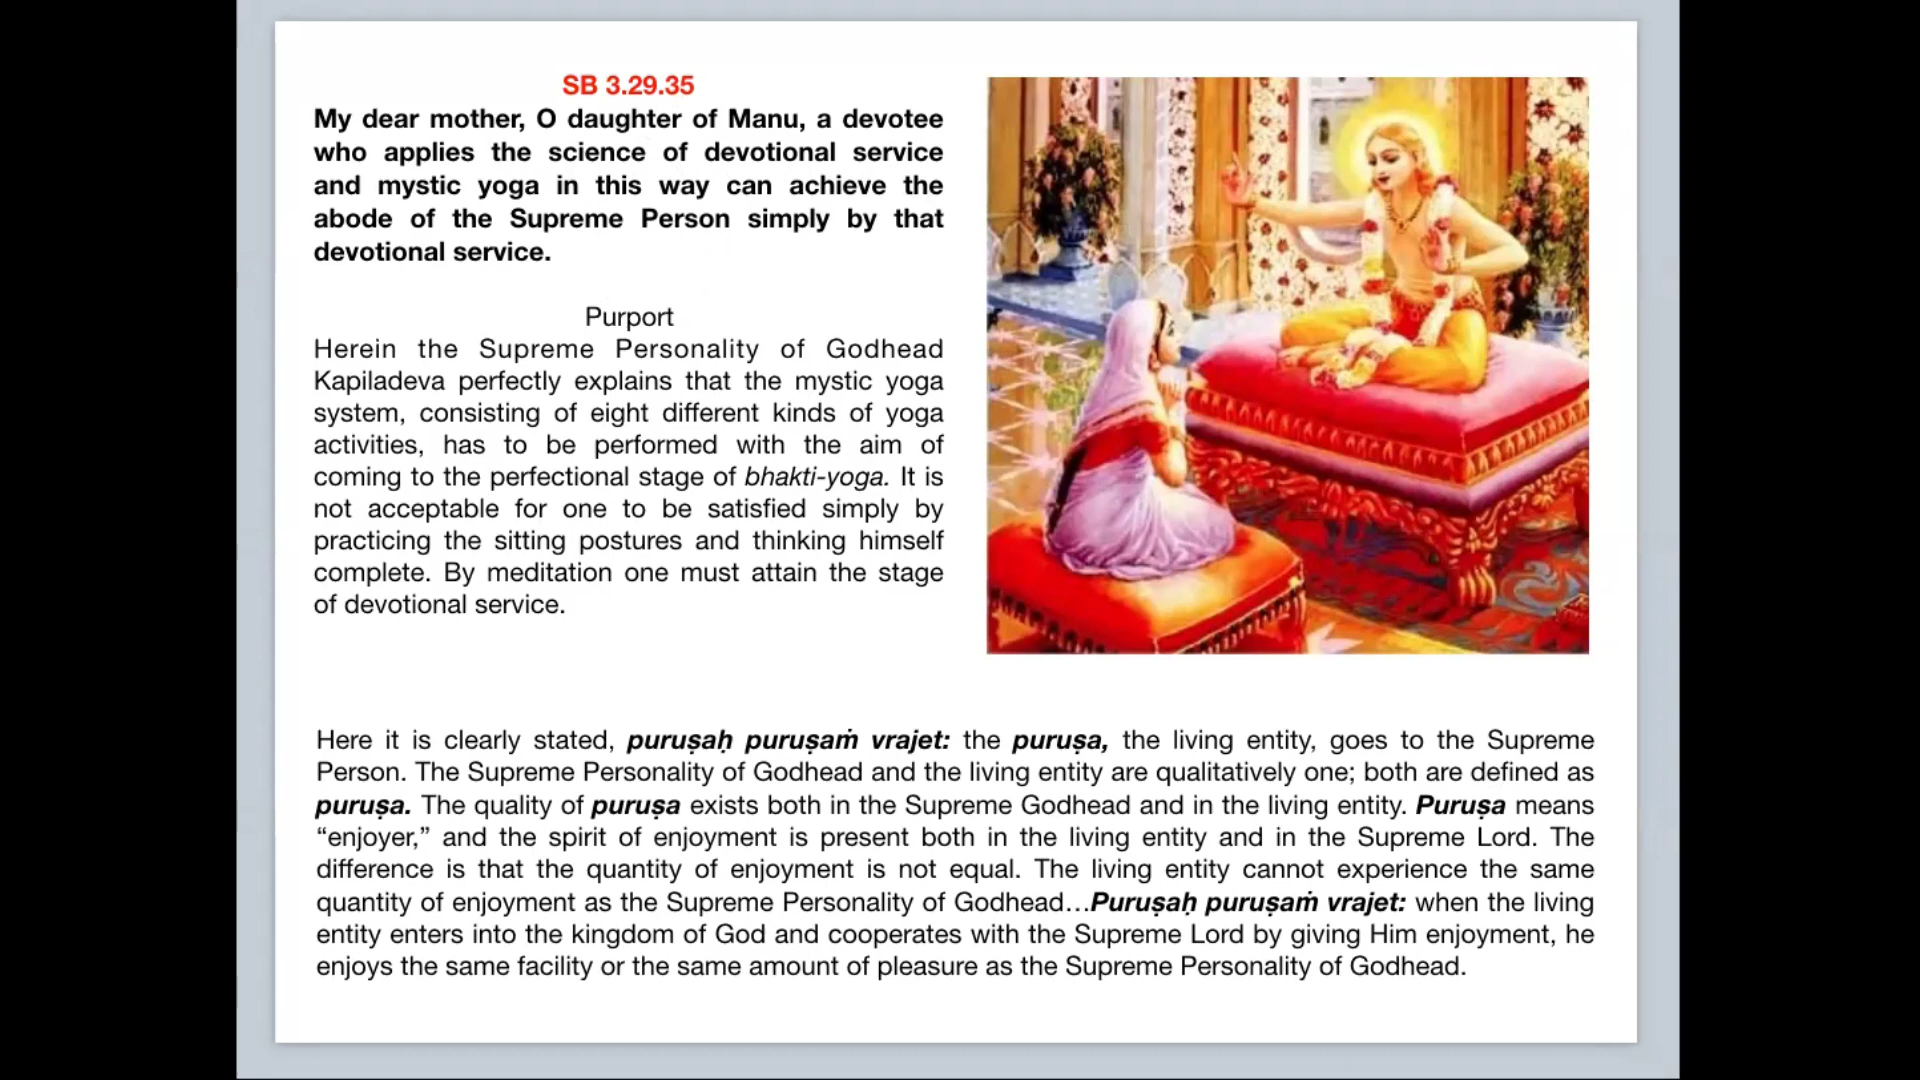 SB 3.29.35
My dear mother, O daughter of Manu, a devotee
who applies the science of devotional service
and mystic yoga in this way can achieve the
abode of the Supreme Person simply by that
devotional service.
Purport
Herein the Supreme Personality of Godhead
Kapiladeva perfectly explains that the mystic yoga
system, consisting of eight different kinds of yoga
activities, has to be performed with the aim of
coming to the perfectional stage of bhakti-yoga. It is
not acceptable for one to be satisfied simply by
practicing the sitting postures and thinking himself
complete. By meditation one must attain the stage
of devotional service.
Here it is clearly stated, puruṣaḥ puruṣaṁ vrajet: the puruṣa, the living entity, goes to the Supreme
Person. The Supreme Personality of Godhead and the living entity are qualitatively one; both are defined as
puruṣa. The quality of puruṣa exists both in the Supreme Godhead and in the living entity. Puruṣa means
“enjoyer,” and the spirit of enjoyment is present both in the living entity and in the Supreme Lord. The
difference is that the quantity of enjoyment is not equal. The living entity cannot experience the same
quantity of enjoyment as the Supreme Personality of Godhead…Puruṣaḥ puruṣaṁ vrajet: when the living
entity enters into the kingdom of God and cooperates with the Supreme Lord by giving Him enjoyment, he
enjoys the same facility or the same amount of pleasure as the Supreme Personality of Godhead.